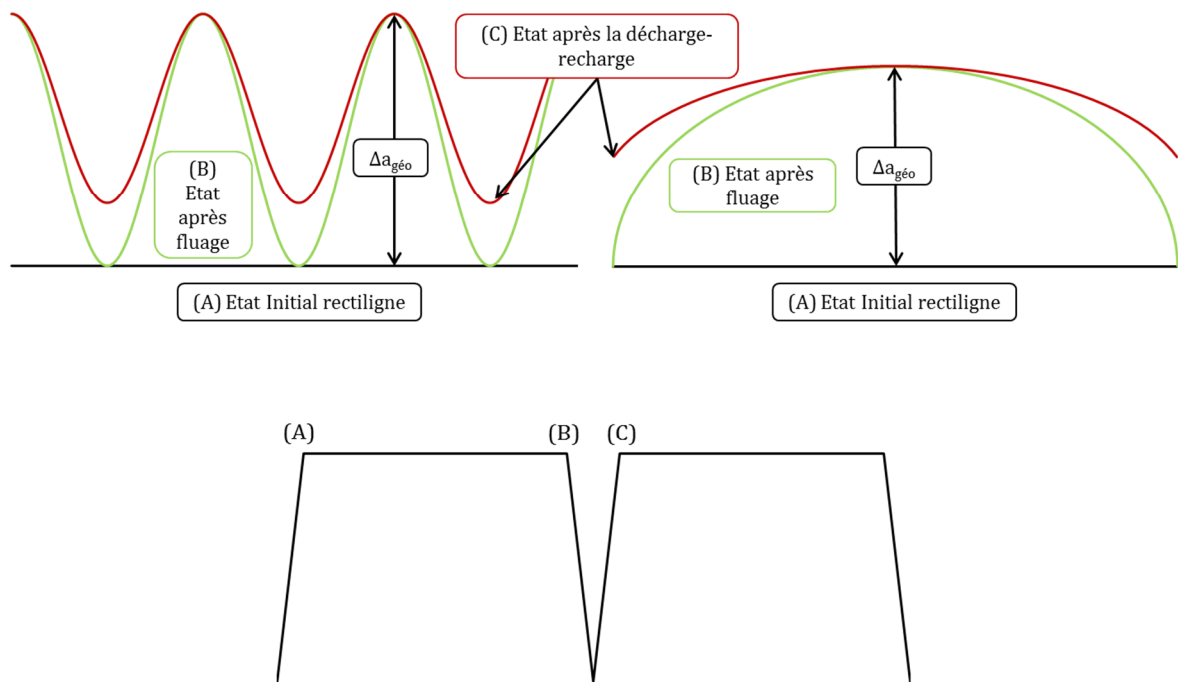 (C) Etat après la décharge-
recharge
Δagéo
(B)
Etat
après
fluage
(A) Etat Initial rectiligne
Δagéo
(B) Etat après
fluage
(A) Etat Initial rectiligne
(A)
(B)
(C)